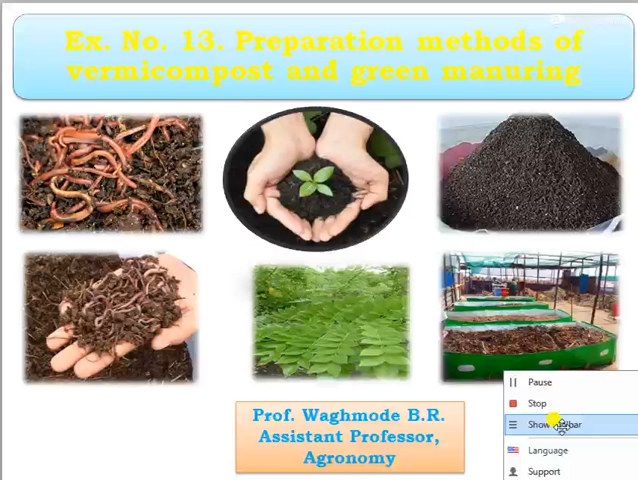 Ex. No. 13. Preparation methods of
vermicompost and green manuring
Prof. Waghmode B.R.
Assistant Professor,
Agronomy
Pause
Stop
Show
Language
Support